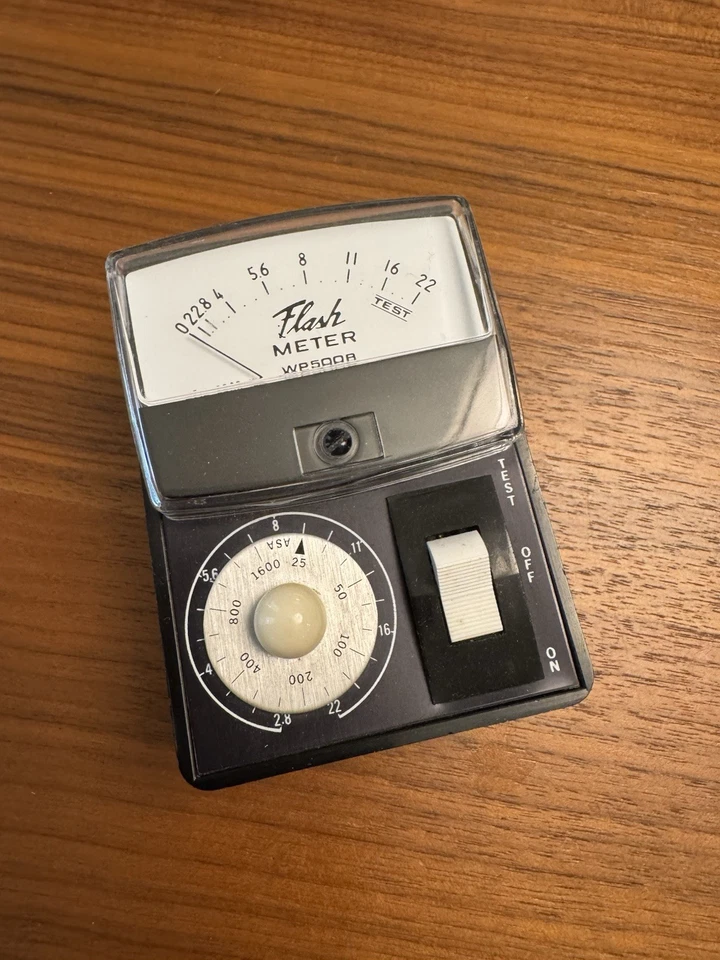 0 2 2.8 4 5.6 8 11 16 22
TEST
Flash
METER
WP500B
TEST
OFF
ON
8
11
5.6
16
4
22
2.8
ASA
1600 25 50 100 200 400 800